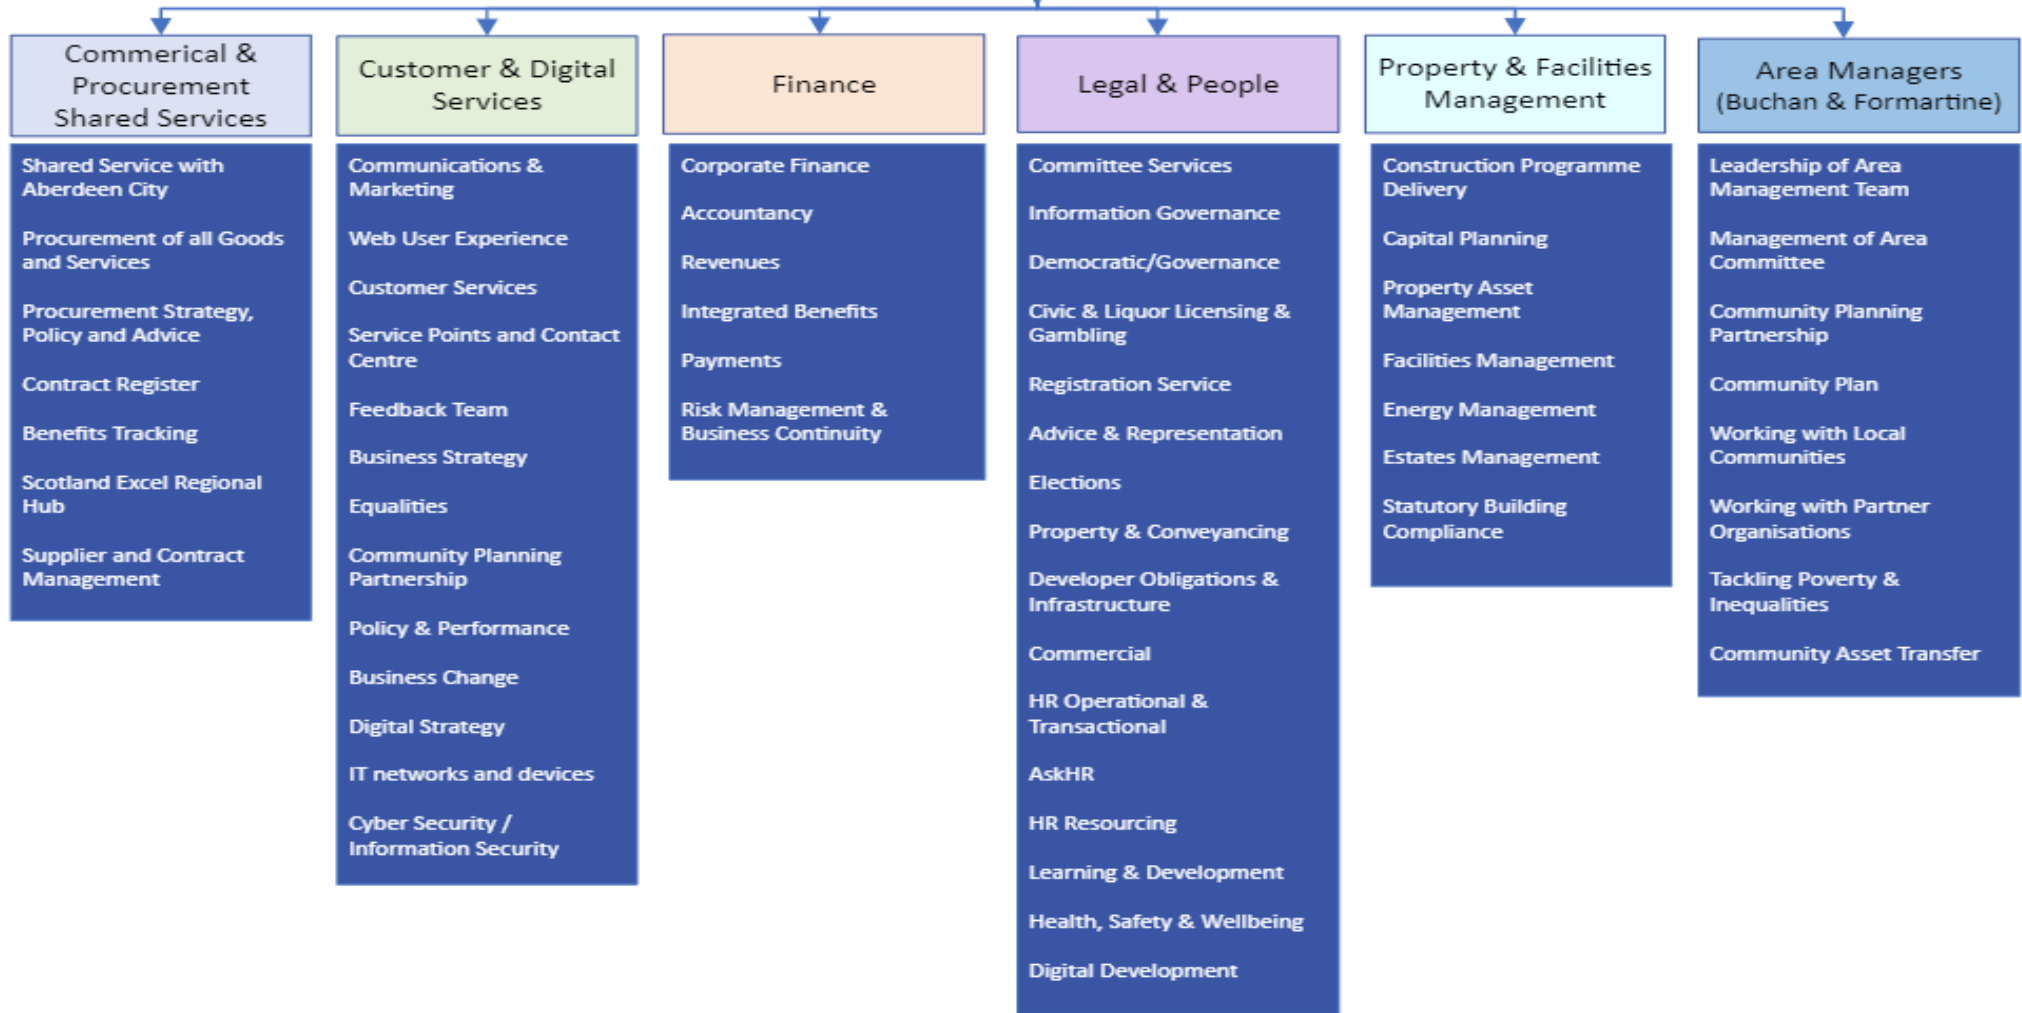 Commerical &
Procurement
Shared Services
Shared Service with
Aberdeen City
Procurement of all Goods
and Services
Procurement Strategy,
Policy and Advice
Contract Register
Benefits Tracking
Scotland Excel Regional
Hub
Supplier and Contract
Management
Customer & Digital
Services
Communications &
Marketing
Web User Experience
Customer Services
Service Points and Contact
Centre
Feedback Team
Business Strategy
Equalities
Community Planning
Partnership
Policy & Performance
Business Change
Digital Strategy
IT networks and devices
Cyber Security /
Information Security
Finance
Corporate Finance
Accountancy
Revenues
Integrated Benefits
Payments
Risk Management &
Business Continuity
Legal & People
Committee Services
Information Governance
Democratic/Governance
Civic & Liquor Licensing &
Gambling
Registration Service
Advice & Representation
Elections
Property & Conveyancing
Developer Obligations &
Infrastructure
Commercial
HR Operational &
Transactional
AskHR
HR Resourcing
Learning & Development
Health, Safety & Wellbeing
Digital Development
Property & Facilities
Management
Construction Programme
Delivery
Capital Planning
Property Asset
Management
Facilities Management
Energy Management
Estates Management
Statutory Building
Compliance
Area Managers
(Buchan & Formartine)
Leadership of Area
Management Team
Management of Area
Committee
Community Planning
Partnership
Community Plan
Working with Local
Communities
Working with Partner
Organisations
Tackling Poverty &
Inequalities
Community Asset Transfer